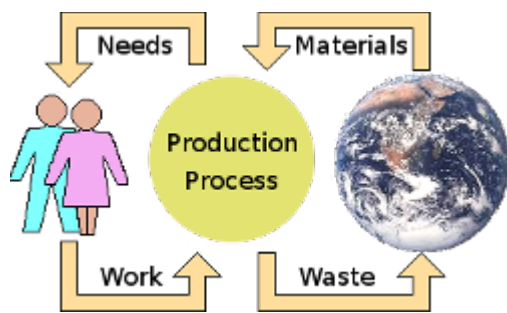 Needs
Materials
Production
Process
Work
Waste